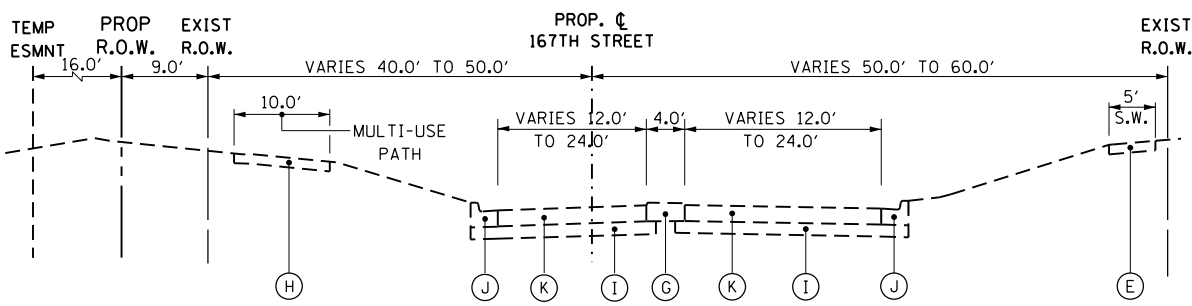 TEMP
ESMNT
PROP
R.O.W.
EXIST
R.O.W.
PROP. ℄
167TH STREET
EXIST
R.O.W.
16.0'
9.0'
VARIES 40.0' TO 50.0'
VARIES 50.0' TO 60.0'
10.0'
MULTI-USE
PATH
VARIES 12.0'
TO 24.0'
4.0'
VARIES 12.0'
TO 24.0'
5'
S.W.
H
J
K
I
G
K
I
J
E